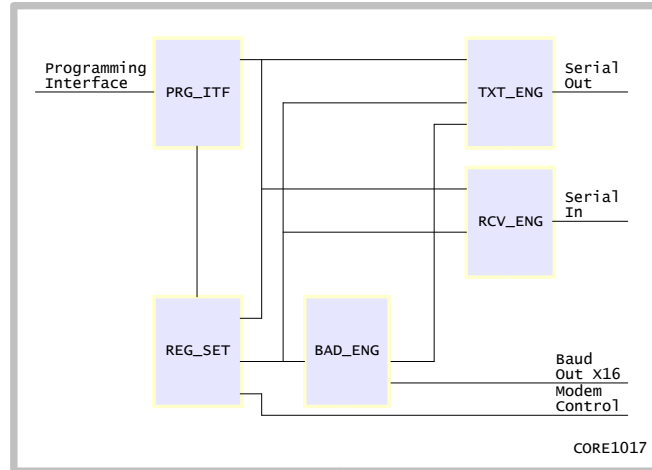 Programming
Interface
PRG_ITF
TXT_ENG
Serial
Out
RCV_ENG
Serial
In
REG_SET
BAD_ENG
Baud
Out X16
Modem
Control
CORE1017